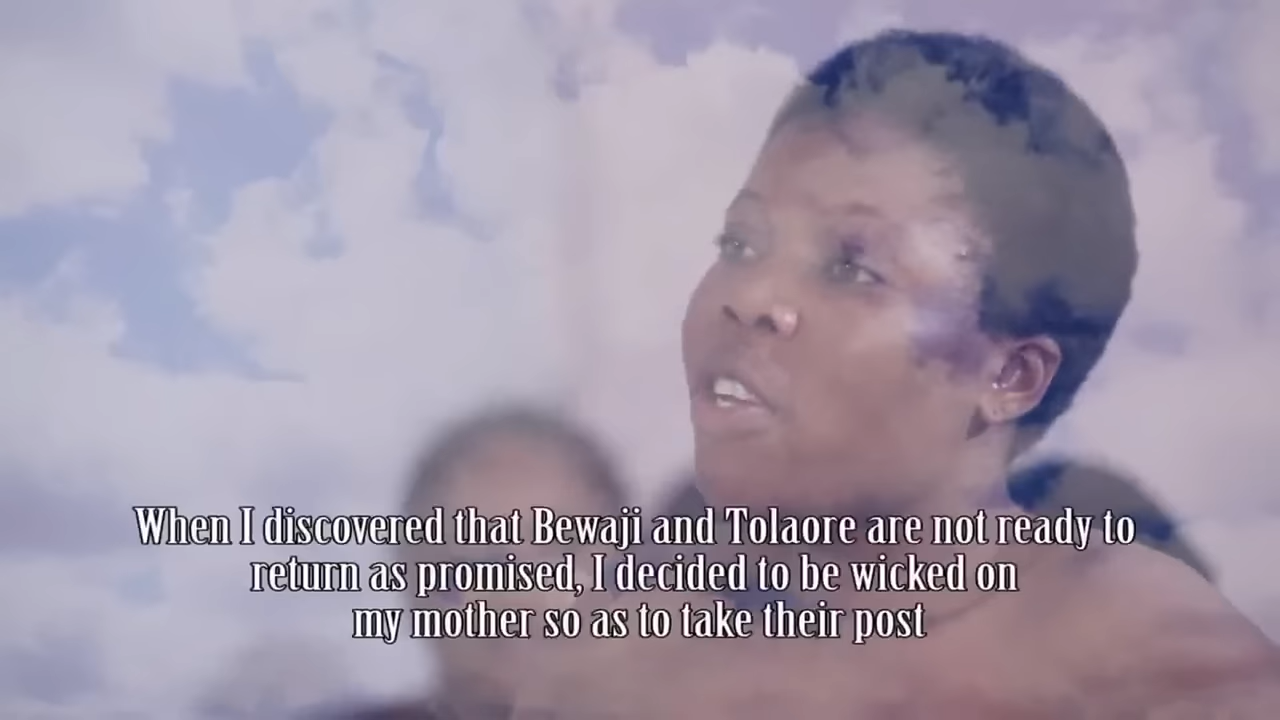 When I discovered that Bewaji and Tolaore are not ready to
return as promised, I decided to be wicked on
my mother so as to take their post